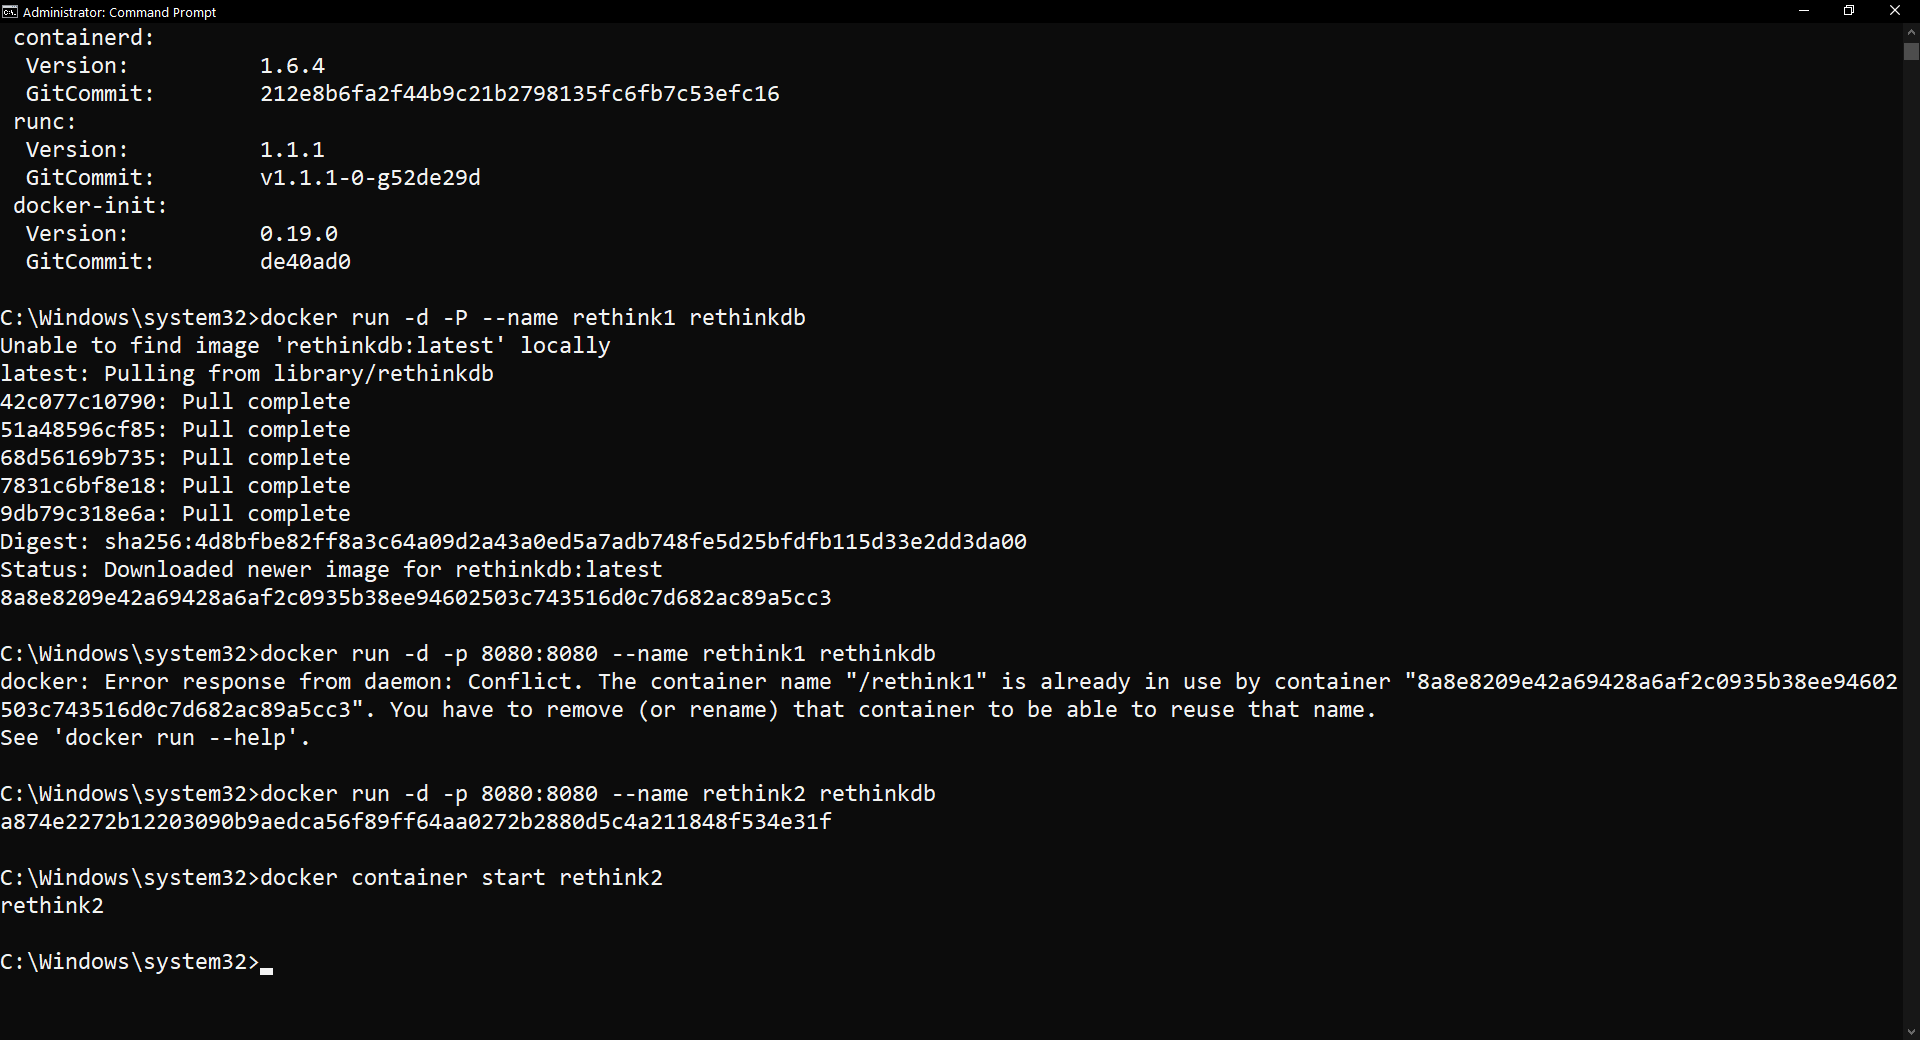 Administrator: Command Prompt
containerd:
Version: 1.6.4
GitCommit: 212e8b6fa2f44b9c21b2798135fc6fb7c53efc16
runc:
Version: 1.1.1
GitCommit: v1.1.1-0-g52de29d
docker-init:
Version: 0.19.0
GitCommit: de40ad0
C:\Windows\system32>docker run -d -P --name rethink1 rethinkdb
Unable to find image 'rethinkdb:latest' locally
latest: Pulling from library/rethinkdb
42c077c10790: Pull complete
51a48596cf85: Pull complete
68d56169b735: Pull complete
7831c6bf8e18: Pull complete
9db79c318e6a: Pull complete
Digest: sha256:4d8bfbe82ff8a3c64a09d2a43a0ed5a7adb748fe5d25bfdfb115d33e2dd3da00
Status: Downloaded newer image for rethinkdb:latest
8a8e8209e42a69428a6af2c0935b38ee94602503c743516d0c7d682ac89a5cc3
C:\Windows\system32>docker run -d -p 8080:8080 --name rethink1 rethinkdb
docker: Error response from daemon: Conflict. The container name "/rethink1" is already in use by container "8a8e8209e42a69428a6af2c0935b38ee94602
503c743516d0c7d682ac89a5cc3". You have to remove (or rename) that container to be able to reuse that name.
See 'docker run --help'.
C:\Windows\system32>docker run -d -p 8080:8080 --name rethink2 rethinkdb
a874e2272b12203090b9aedca56f89ff64aa0272b2880d5c4a211848f534e31f
C:\Windows\system32>docker container start rethink2
rethink2
C:\Windows\system32>